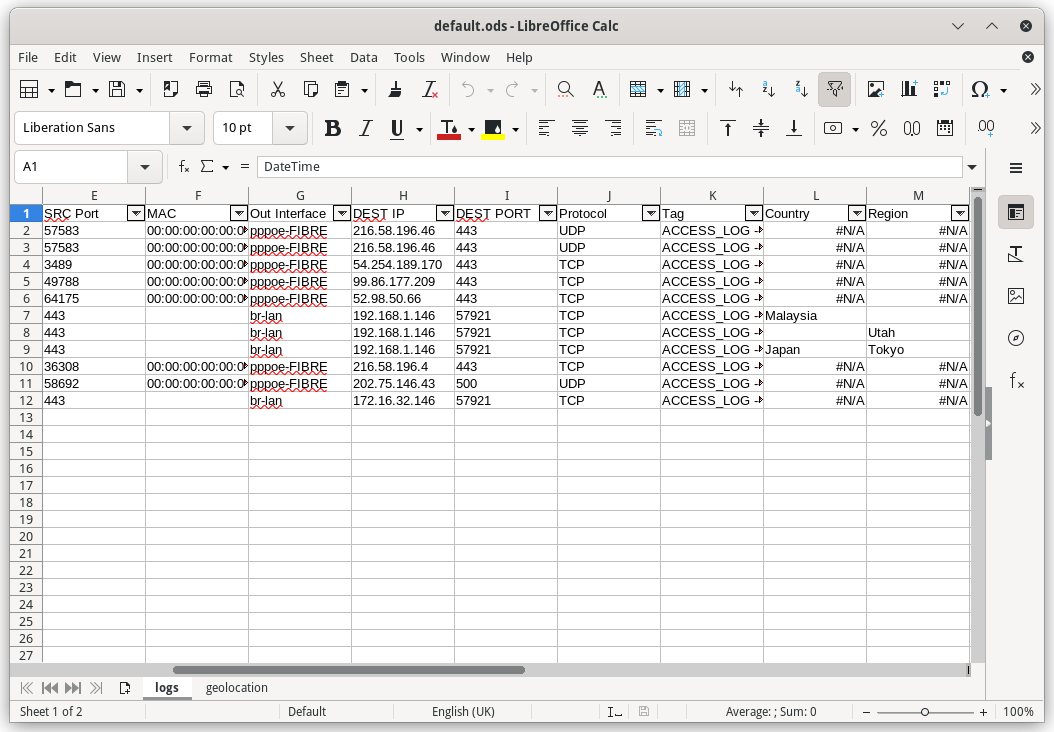 default.ods - LibreOffice Calc
File Edit View Insert Format Styles Sheet Data Tools Window Help
Liberation Sans 10 pt
A1 fx Σ = DateTime
E F G H I J K L M
1 SRC Port MAC Out Interface DEST IP DEST PORT Protocol Tag Country Region
2 57583 00:00:00:00:00:0 pppoe-FIBRE 216.58.196.46 443 UDP ACCESS_LOG - #N/A #N/A
3 57583 00:00:00:00:00:0 pppoe-FIBRE 216.58.196.46 443 UDP ACCESS_LOG - #N/A #N/A
4 3489 00:00:00:00:00:0 pppoe-FIBRE 54.254.189.170 443 TCP ACCESS_LOG - #N/A #N/A
5 49788 00:00:00:00:00:0 pppoe-FIBRE 99.86.177.209 443 TCP ACCESS_LOG - #N/A #N/A
6 64175 00:00:00:00:00:0 pppoe-FIBRE 52.98.50.66 443 TCP ACCESS_LOG - #N/A #N/A
7 443 br-lan 192.168.1.146 57921 TCP ACCESS_LOG - Malaysia
8 443 br-lan 192.168.1.146 57921 TCP ACCESS_LOG - Utah
9 443 br-lan 192.168.1.146 57921 TCP ACCESS_LOG - Japan Tokyo
10 36308 00:00:00:00:00:0 pppoe-FIBRE 216.58.196.4 443 TCP ACCESS_LOG - #N/A #N/A
11 58692 00:00:00:00:00:0 pppoe-FIBRE 202.75.146.43 500 UDP ACCESS_LOG - #N/A #N/A
12 443 br-lan 172.16.32.146 57921 TCP ACCESS_LOG - #N/A #N/A
13
14
15
16
17
18
19
20
21
22
23
24
25
26
27
logs geolocation
Sheet 1 of 2 Default English (UK) Average: ; Sum: 0 100%